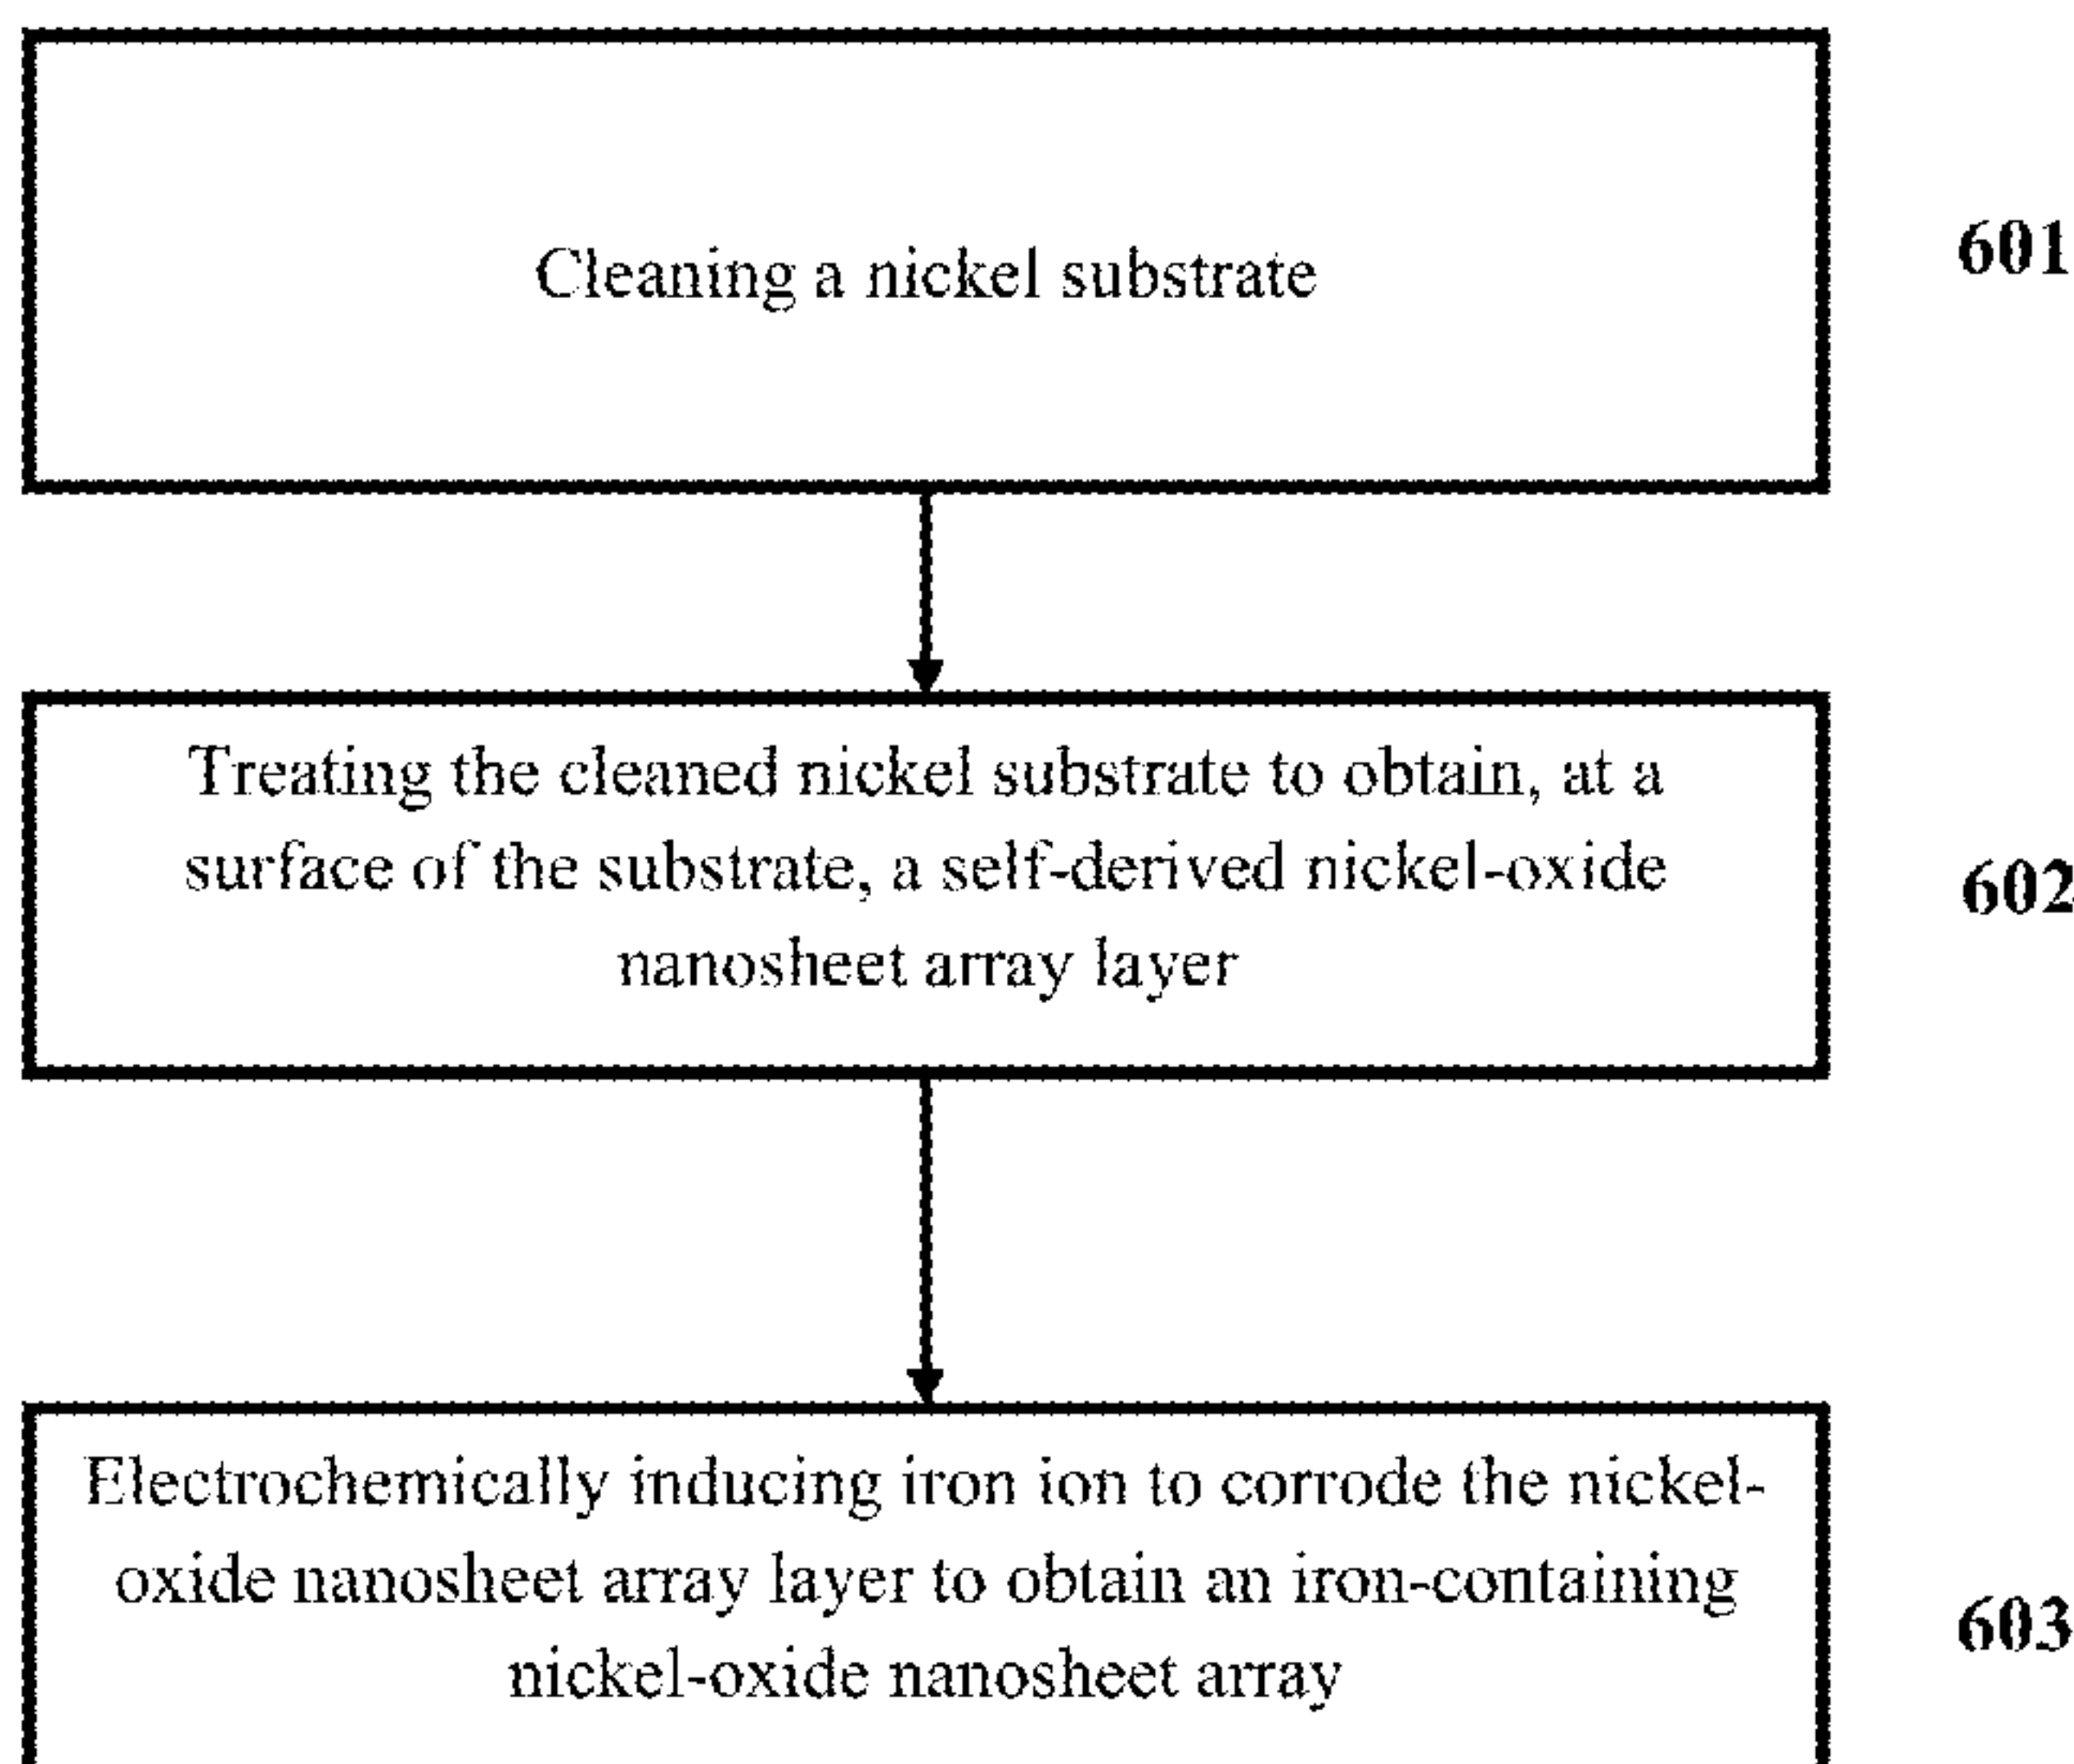 Cleaning a nickel substrate
601
Treating the cleaned nickel substrate to obtain, at a
surface of the substrate, a self-derived nickel-oxide
nanosheet array layer
602
Electrochemically inducing iron ion to corrode the nickel-
oxide nanosheet array layer to obtain an iron-containing
nickel-oxide nanosheet array
603